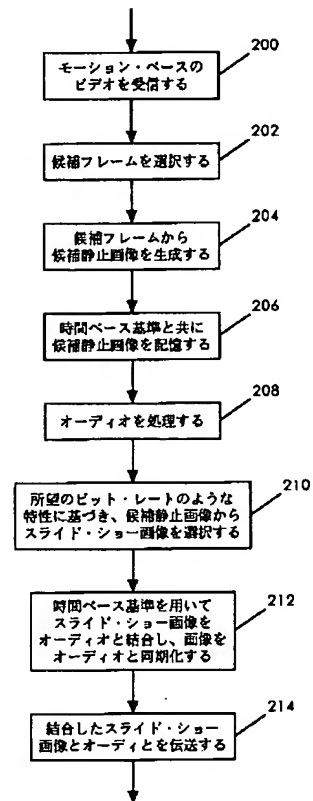 200
モーション・ベースの
ビデオを受信する
202
候補フレームを選択する
204
候補フレームから
候補静止画像を生成する
206
時間ベース基準と共に
候補静止画像を記憶する
208
オーディオを処理する
210
所望のビット・レートのような
特性に基づき、候補静止画像から
スライド・ショー画像を選択する
212
時間ベース基準を用いて
スライド・ショー画像を
オーディオと結合し、画像を
オーディオと同期化する
214
結合したスライド・ショー
画像とオーディとを伝送する